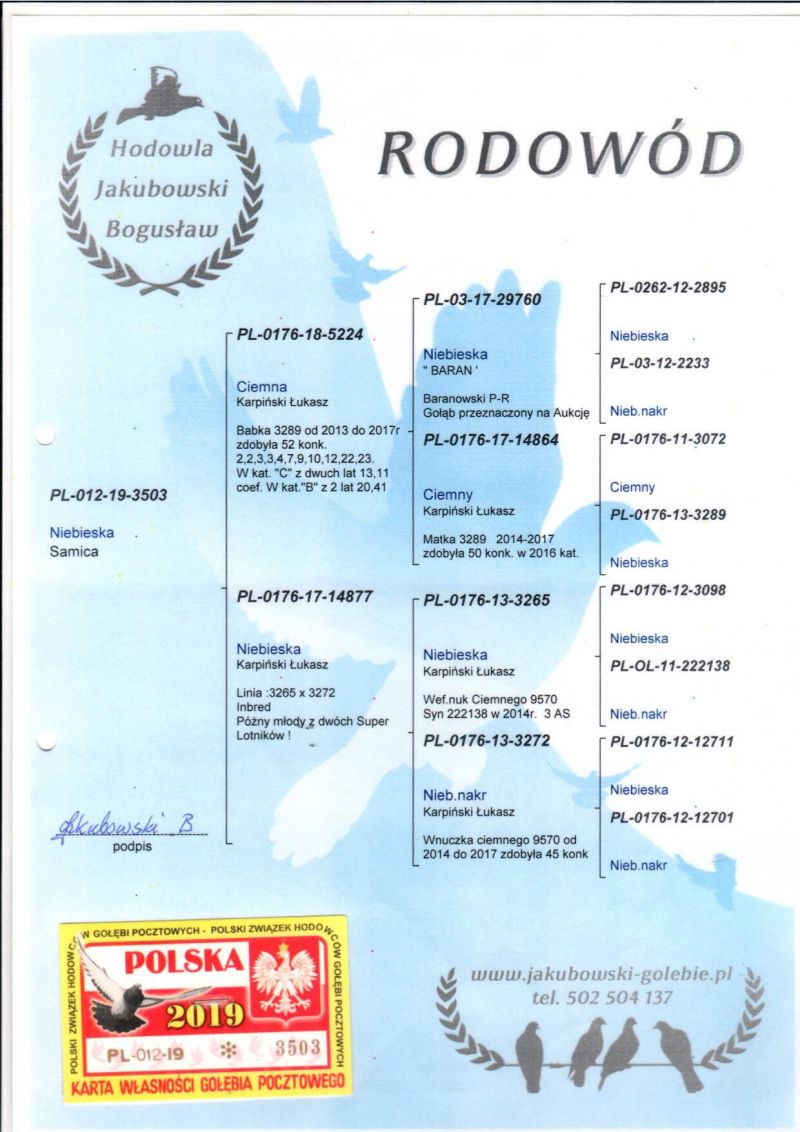 Hodowla
Jakubowski
Bogusław
RODOWÓD
PL-012-19-3503
Niebieska
Samica
PL-0176-18-5224
Ciemna
Karpiński Łukasz
Babka 3289 od 2013 do 2017r
zdobyła 52 konk.
2,2,3,3,4,7,9,10,12,22,23.
W kat. "C" z dwuch lat 13,11
coef. W kat."B" z 2 lat 20,41
PL-0176-17-14877
Niebieska
Karpiński Łukasz
Linia :3265 x 3272
Inbred
Póżny młody z dwóch Super
Lotników !
PL-03-17-29760
Niebieska
" BARAN '
Baranowski P-R
Gołąb przeznaczony na Aukcję
PL-0176-17-14864
Ciemny
Karpiński Łukasz
Matka 3289 2014-2017
zdobyła 50 konk. w 2016 kat.
PL-0176-13-3265
Niebieska
Karpiński Łukasz
Wef.nuk Ciemnego 9570
Syn 222138 w 2014r. 3 AS
PL-0176-13-3272
Nieb.nakr
Karpiński Łukasz
Wnuczka ciemnego 9570 od
2014 do 2017 zdobyła 45 konk
PL-0262-12-2895
Niebieska
PL-03-12-2233
Nieb.nakr
PL-0176-11-3072
Ciemny
PL-0176-13-3289
Niebieska
PL-0176-12-3098
Niebieska
PL-OL-11-222138
Nieb.nakr
PL-0176-12-12711
Niebieska
PL-0176-12-12701
Nieb.nakr
Jakubowski B
podpis
POLSKI ZWIĄZEK HODOWCÓW GOŁĘBI POCZTOWYCH - POLSKI ZWIĄZEK HODOWCÓW GOŁĘBI POCZTOWYCH
POLSKA
2019
PL-012-19 * 3503
KARTA WŁASNOŚCI GOŁĘBIA POCZTOWEGO
www.jakubowski-golebie.pl
tel. 502 504 137